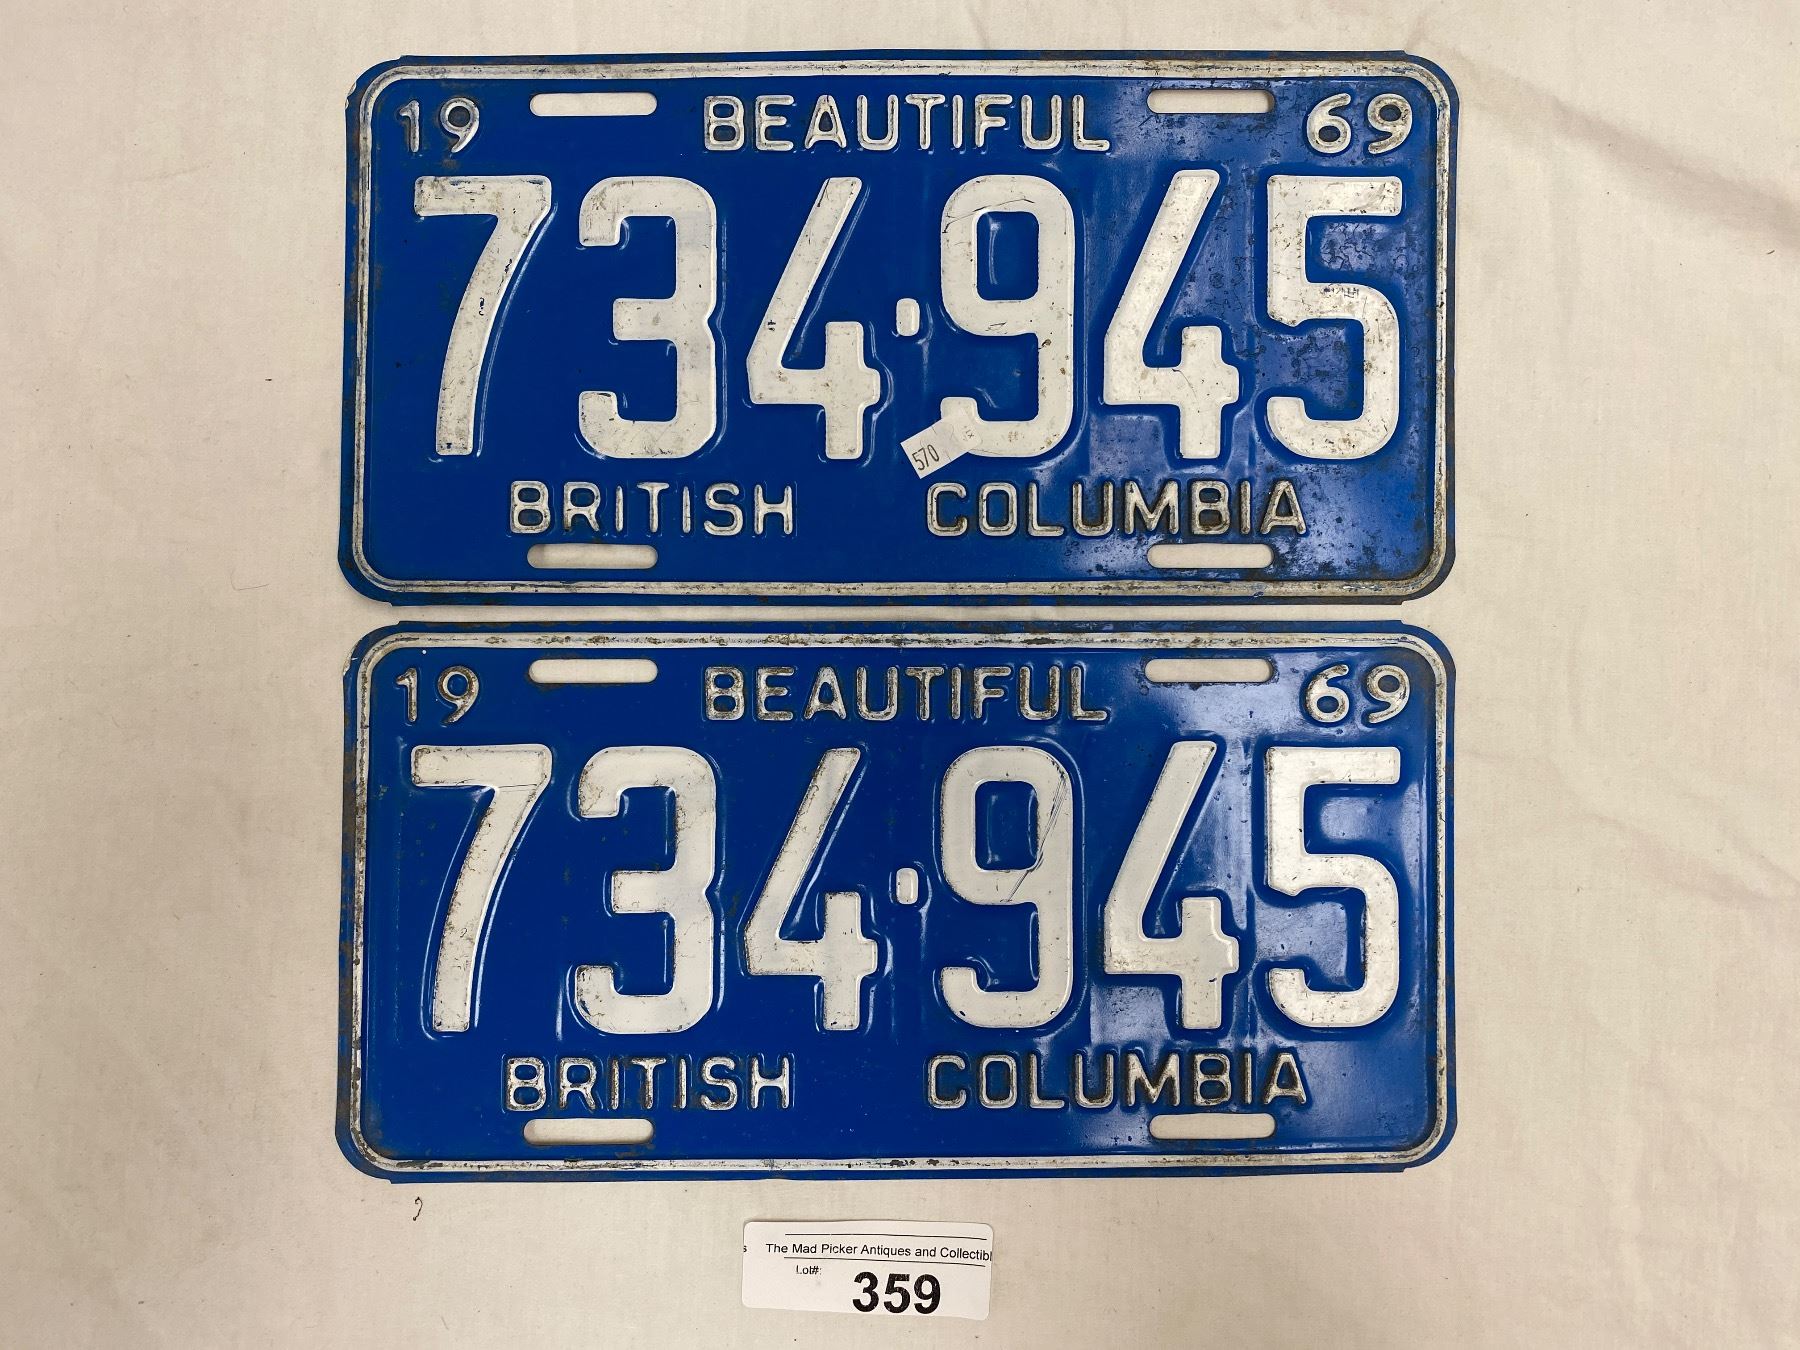 19 BEAUTIFUL 69
734·945
570
BRITISH COLUMBIA
19 BEAUTIFUL 69
734·945
BRITISH COLUMBIA
s The Mad Picker Antiques and Collectibl
Lot#:
359